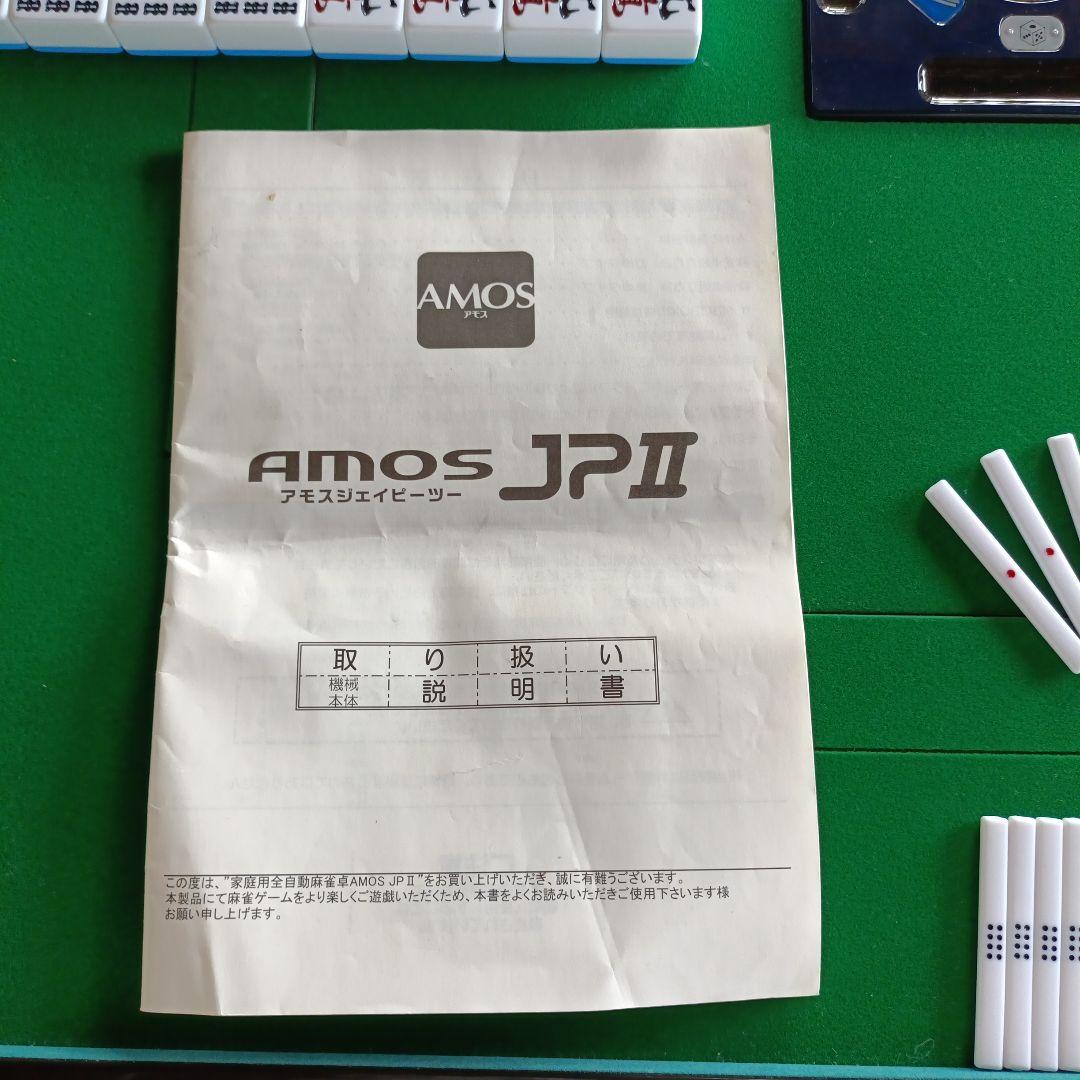 AMOS
アモス
AMOS JPII
アモスジェイピーツー
取り扱い
機械本体 説明書
この度は、"家庭用全自動麻雀卓AMOS JPⅡ"をお買い上げいただき、誠に有難うございます。
本製品にて麻雀ゲームをより楽しくご遊戯いただくため、本書をよくお読みいただきご使用下さいます様
お願い申し上げます。